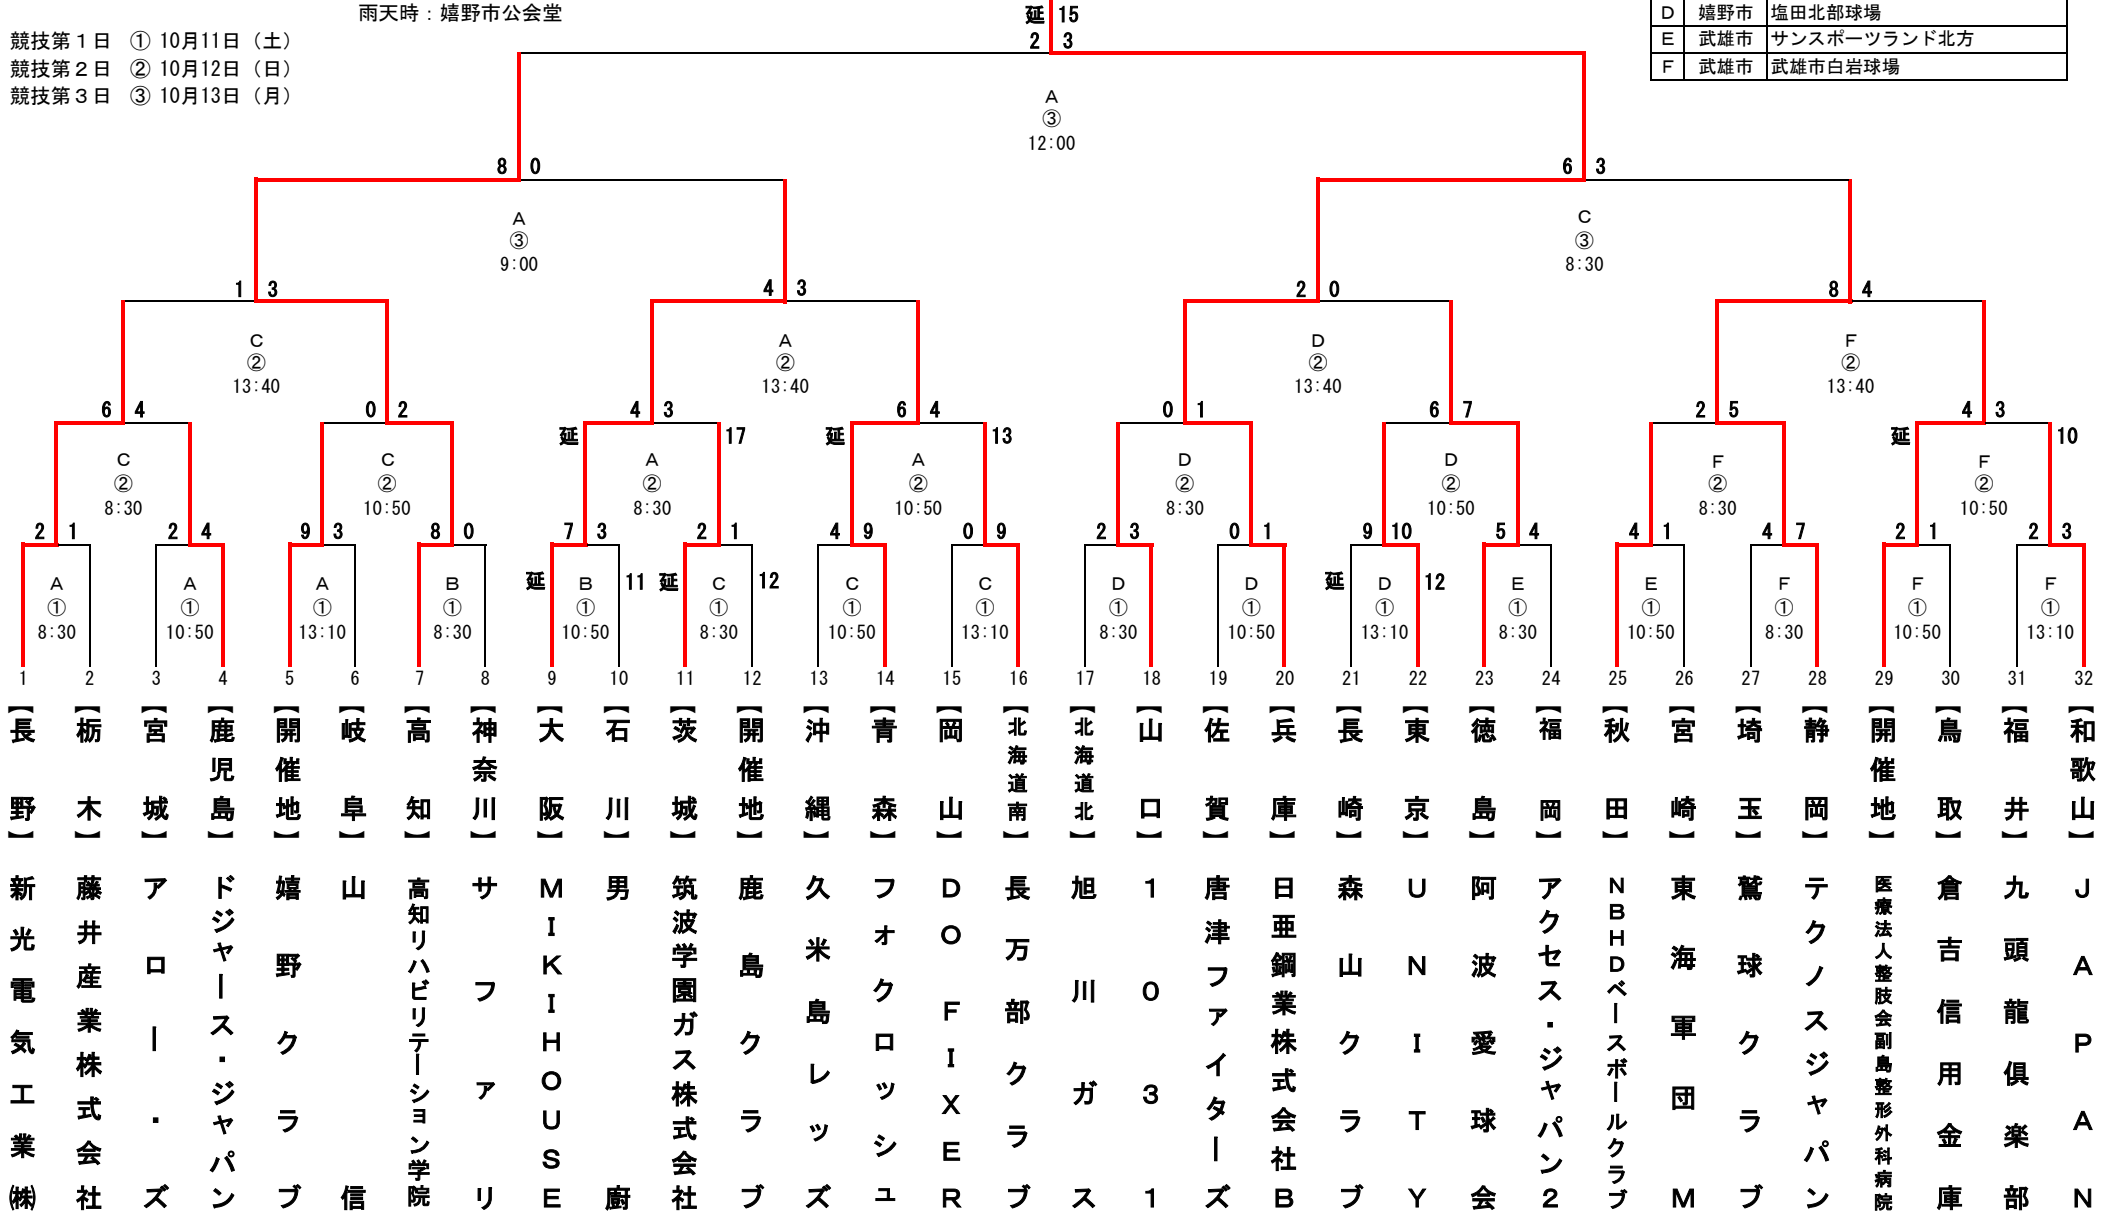 雨天時：嬉野市公会堂
延 15
D 嬉野市 塩田北部球場
競技第１日 ① 10月11日（土）
2 3
E 武雄市 サンスポーツランド北方
競技第２日 ② 10月12日（日）
F 武雄市 武雄市白岩球場
競技第３日 ③ 10月13日（月）
A
③
12:00
8 0
6 3
A
③
9:00
C
③
8:30
1 3
4 3
2 0
8 4
C
②
13:40
A
②
13:40
D
②
13:40
F
②
13:40
6 4
0 2
4 3
6 4
0 1
6 7
2 5
4 3
延 17
延 13
延 10
C
②
8:30
C
②
10:50
A
②
8:30
A
②
10:50
D
②
8:30
D
②
10:50
F
②
8:30
F
②
10:50
2 1
2 4
9 3
8 0
7 3
2 1
4 9
0 9
2 3
0 1
9 10
5 4
4 1
4 7
2 1
2 3
A
①
8:30
A
①
10:50
A
①
13:10
B
①
8:30
延 11
B
①
10:50
延 12
C
①
8:30
C
①
10:50
C
①
13:10
D
①
8:30
D
①
10:50
延 12
D
①
13:10
E
①
8:30
E
①
10:50
F
①
8:30
F
①
10:50
F
①
13:10
1 2 3 4 5 6 7 8 9 10 11 12 13 14 15 16 17 18 19 20 21 22 23 24 25 26 27 28 29 30 31 32
【長野】新光電気工業㈱
【栃木】藤井産業株式会社
【宮城】アロー．ズ
【鹿児島】ドジャース・ジャパン
【開催地】嬉野クラブ
【岐阜】山信
【高知】高知リハビリテーション学院
【神奈川】サファリ
【大阪】ＭＩＫＩＨＯＵＳＥ
【石川】男廚
【茨城】筑波学園ガス株式会社
【開催地】鹿島クラブ
【沖縄】久米島レッズ
【青森】フォクロッシュ
【岡山】ＤＯ ＦＩＸＥＲ
【北海道南】長万部クラブ
【北海道北】旭川ガス
【山口】１０３１
【佐賀】唐津ファイターズ
【兵庫】日亜鋼業株式会社Ｂ
【長崎】森山クラブ
【東京】ＵＮＩＴＹ
【徳島】阿波愛球会
【福岡】アクセス・ジャパン２
【秋田】ＮＢＨＤベースボールクラブ
【宮崎】東海軍団Ｍ
【埼玉】鷲球クラブ
【静岡】テクノスジャパン
【開催地】医療法人整肢会副島整形外科病院
【鳥取】倉吉信用金庫
【福井】九頭龍倶楽部
【和歌山】ＪＡＰＡＮ